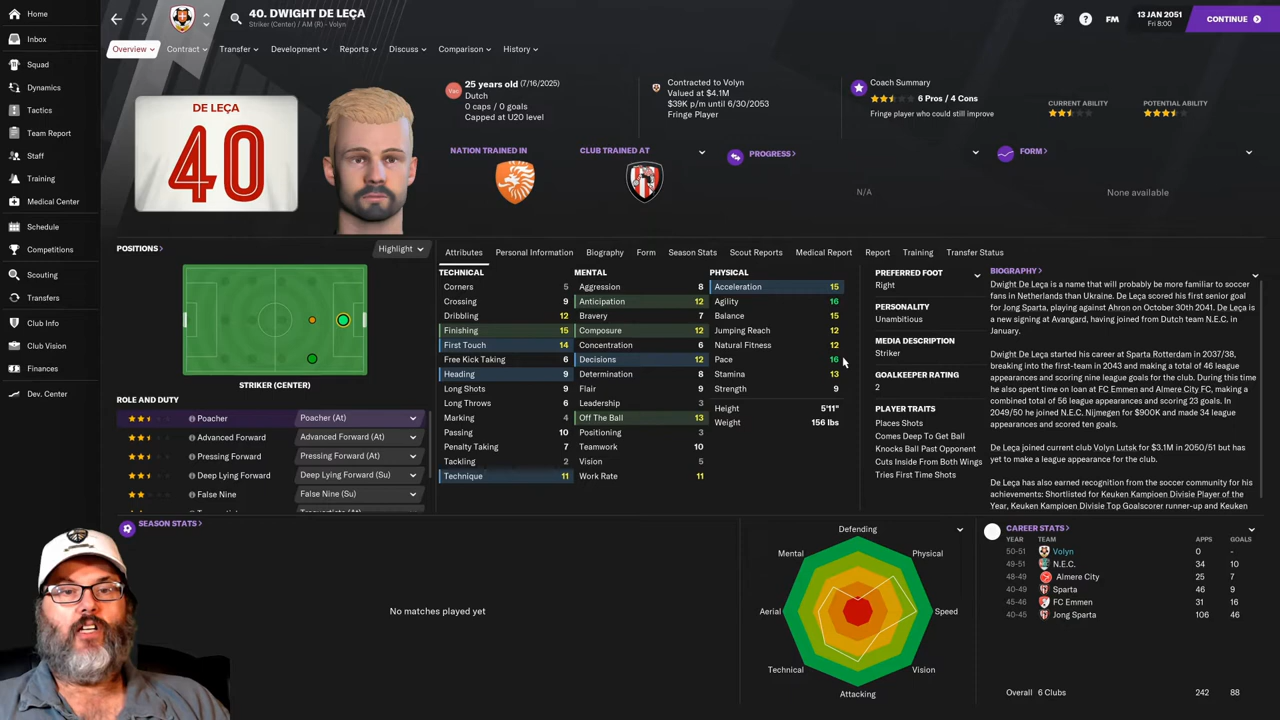 Home
Inbox
Squad
Dynamics
Tactics
Team Report
Staff
Training
Medical Center
Schedule
Competitions
Scouting
Transfers
Club Info
Club Vision
Finances
Dev. Center
40. DWIGHT DE LEÇA
Striker (Center) / AM (R) - Volyn
FM
13 JAN 2051
Fri 8:00
CONTINUE
Overview
Contract
Transfer
Development
Reports
Discuss
Comparison
History
DE LEÇA
40
25 years old (7/16/2025)
Dutch
0 caps / 0 goals
Capped at U20 level
Contracted to Volyn
Valued at $4.1M
$39K p/m until 6/30/2053
Fringe Player
Coach Summary
6 Pros / 4 Cons
Fringe player who could still improve
CURRENT ABILITY
POTENTIAL ABILITY
NATION TRAINED IN
CLUB TRAINED AT
PROGRESS
N/A
FORM
None available
POSITIONS
Highlight
STRIKER (CENTER)
ROLE AND DUTY
Poacher Poacher (At)
Advanced Forward Advanced Forward (At)
Pressing Forward Pressing Forward (At)
Deep Lying Forward Deep Lying Forward (Su)
False Nine False Nine (Su)
Attributes
Personal Information
Biography
Form
Season Stats
Scout Reports
Medical Report
Report
Training
Transfer Status
TECHNICAL
Corners 5
Crossing 9
Dribbling 12
Finishing 15
First Touch 14
Free Kick Taking 6
Heading 9
Long Shots 9
Long Throws 6
Marking 4
Passing 10
Penalty Taking 7
Tackling 2
Technique 11
MENTAL
Aggression 8
Anticipation 12
Bravery 7
Composure 12
Concentration 6
Decisions 12
Determination 8
Flair 9
Leadership 3
Off The Ball 13
Positioning 3
Teamwork 10
Vision 5
Work Rate 11
PHYSICAL
Acceleration 15
Agility 16
Balance 15
Jumping Reach 12
Natural Fitness 12
Pace 16
Stamina 13
Strength 9
Height 5'11"
Weight 156 lbs
PREFERRED FOOT
Right
PERSONALITY
Unambitious
MEDIA DESCRIPTION
Striker
GOALKEEPER RATING
2
PLAYER TRAITS
Places Shots
Comes Deep To Get Ball
Knocks Ball Past Opponent
Cuts Inside From Both Wings
Tries First Time Shots
BIOGRAPHY
Dwight De Leça is a name that will probably be more familiar to soccer
fans in Netherlands than Ukraine. De Leça scored his first senior goal
for Jong Sparta, playing against Ahron on October 30th 2041. De Leça is
a new signing at Avangard, having joined from Dutch team N.E.C. in
January.
Dwight De Leça started his career at Sparta Rotterdam in 2037/38,
breaking into the first-team in 2043 and making a total of 46 league
appearances and scoring nine league goals for the club. During this time
he also spent time on loan at FC Emmen and Almere City FC, making a
combined total of 56 league appearances and scoring 23 goals. In
2049/50 he joined N.E.C. Nijmegen for $900K and made 34 league
appearances and scored ten goals.
De Leça joined current club Volyn Lutsk for $3.1M in 2050/51 but has
yet to make a league appearance for the club.
De Leça has also earned recognition from the soccer community for his
achievements: Shortlisted for Keuken Kampioen Divisie Player of the
Year, Keuken Kampioen Divisie Top Goalscorer runner-up and Keuken
SEASON STATS
No matches played yet
Defending
Physical
Speed
Vision
Attacking
Technical
Aerial
Mental
CAREER STATS
YEAR TEAM APPS GOALS
50-51 Volyn 0 -
49-51 N.E.C. 34 10
48-49 Almere City 25 7
40-49 Sparta 46 9
45-46 FC Emmen 31 16
40-45 Jong Sparta 106 46
Overall 6 Clubs 242 88